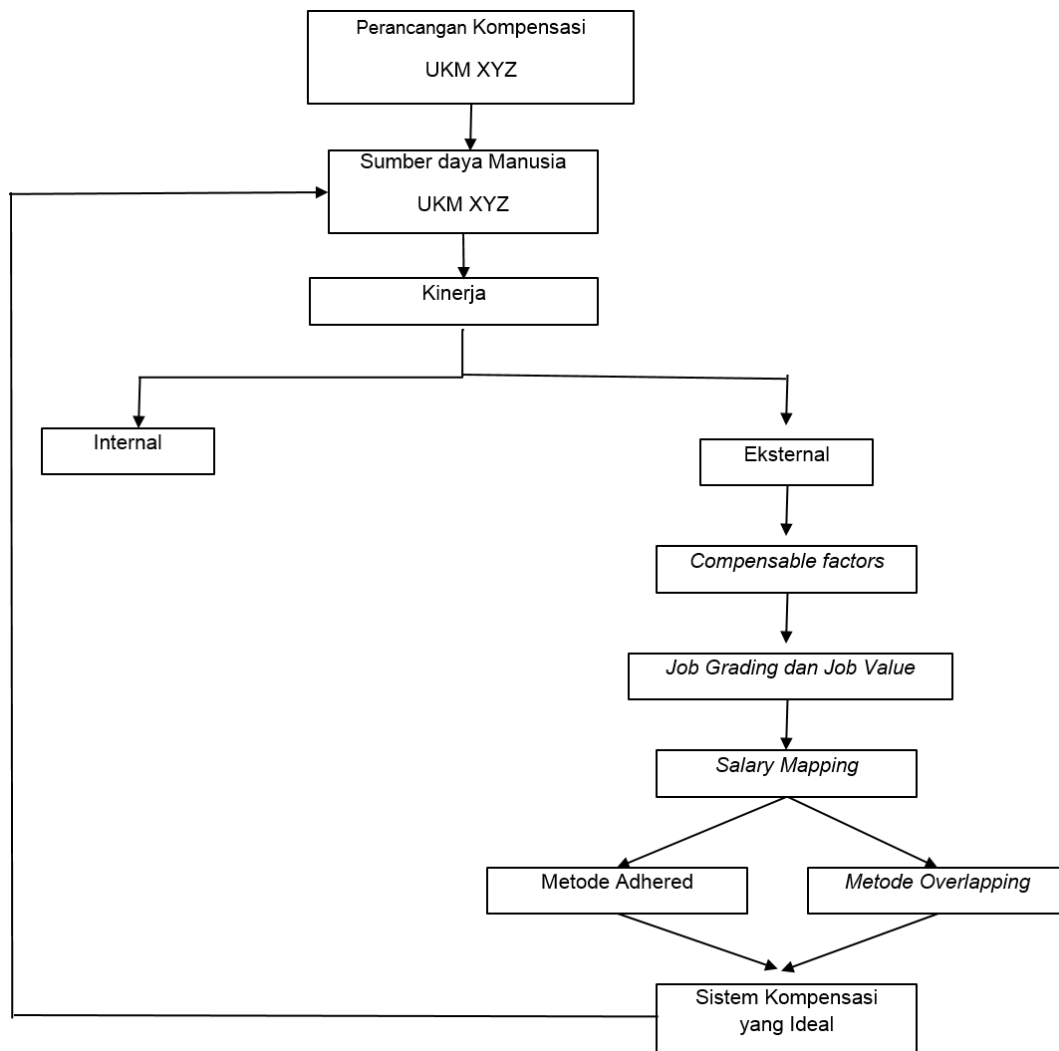 Perancangan Kompensasi
UKM XYZ
Sumber daya Manusia
UKM XYZ
Kinerja
Internal
Eksternal
Compensable factors
Job Grading dan Job Value
Salary Mapping
Metode Adhered
Metode Overlapping
Sistem Kompensasi
yang Ideal